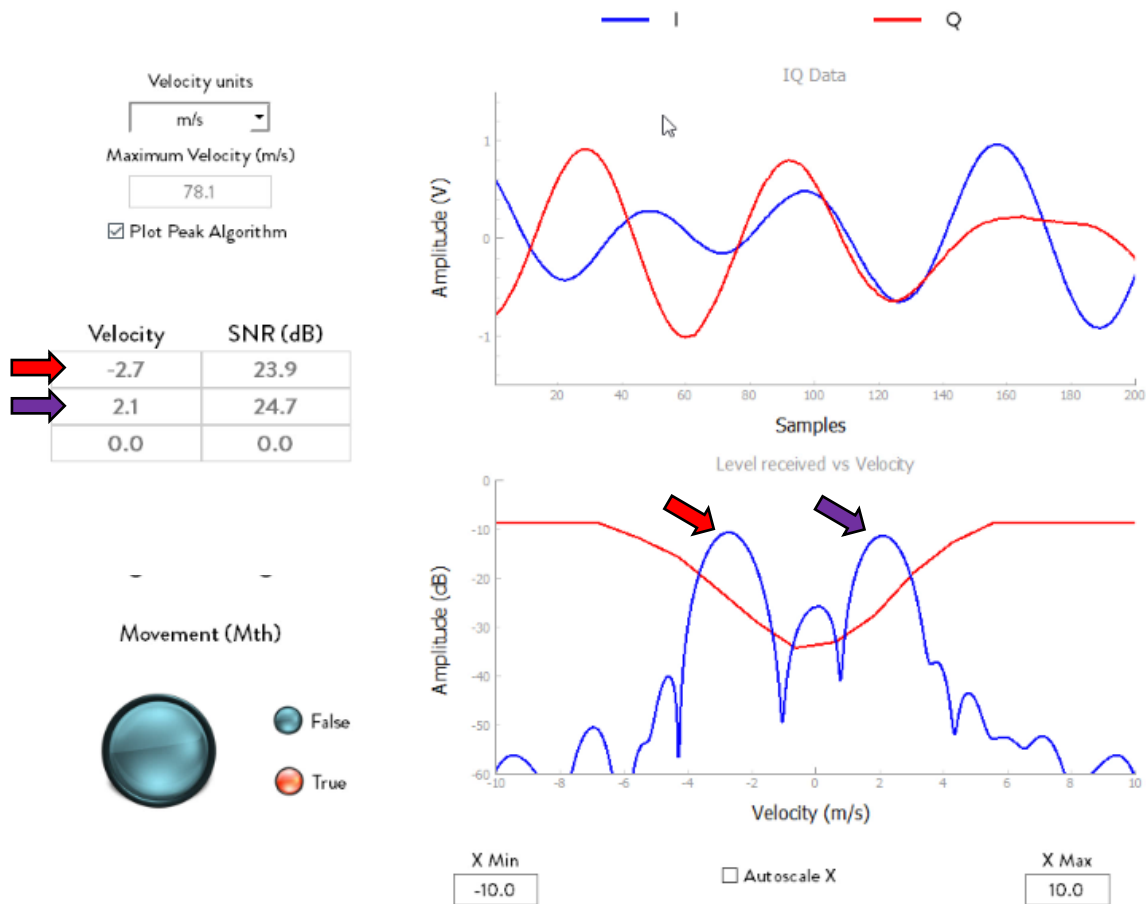 I Q
Velocity units
m/s
Maximum Velocity (m/s)
78.1
Plot Peak Algorithm
Velocity SNR (dB)
-2.7 23.9
2.1 24.7
0.0 0.0
Movement (Mth)
False
True
IQ Data
Amplitude (V)
1
0
-1
20 40 60 80 100 120 140 160 180 200
Samples
Level received vs Velocity
Amplitude (dB)
0
-10
-20
-30
-40
-50
-60
-10 -8 -6 -4 -2 0 2 4 6 8 10
Velocity (m/s)
X Min
-10.0
Autoscale X
X Max
10.0